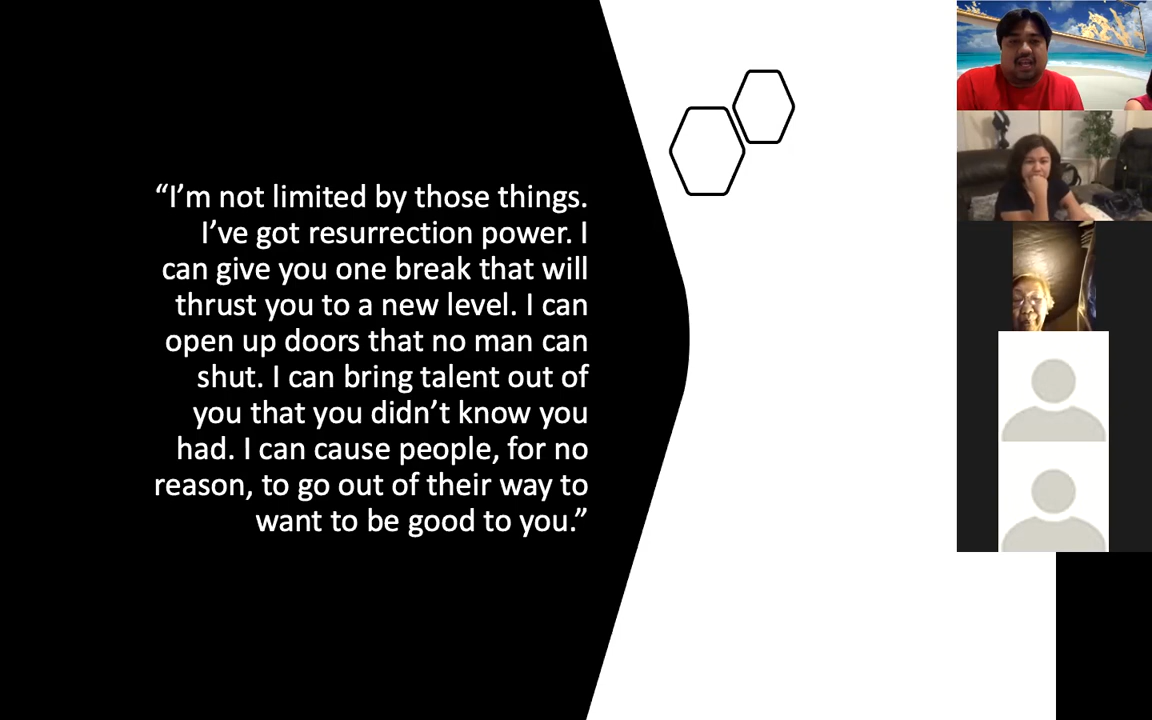 “I’m not limited by those things.
I’ve got resurrection power. I
can give you one break that will
thrust you to a new level. I can
open up doors that no man can
shut. I can bring talent out of
you that you didn’t know you
had. I can cause people, for no
reason, to go out of their way to
want to be good to you.”